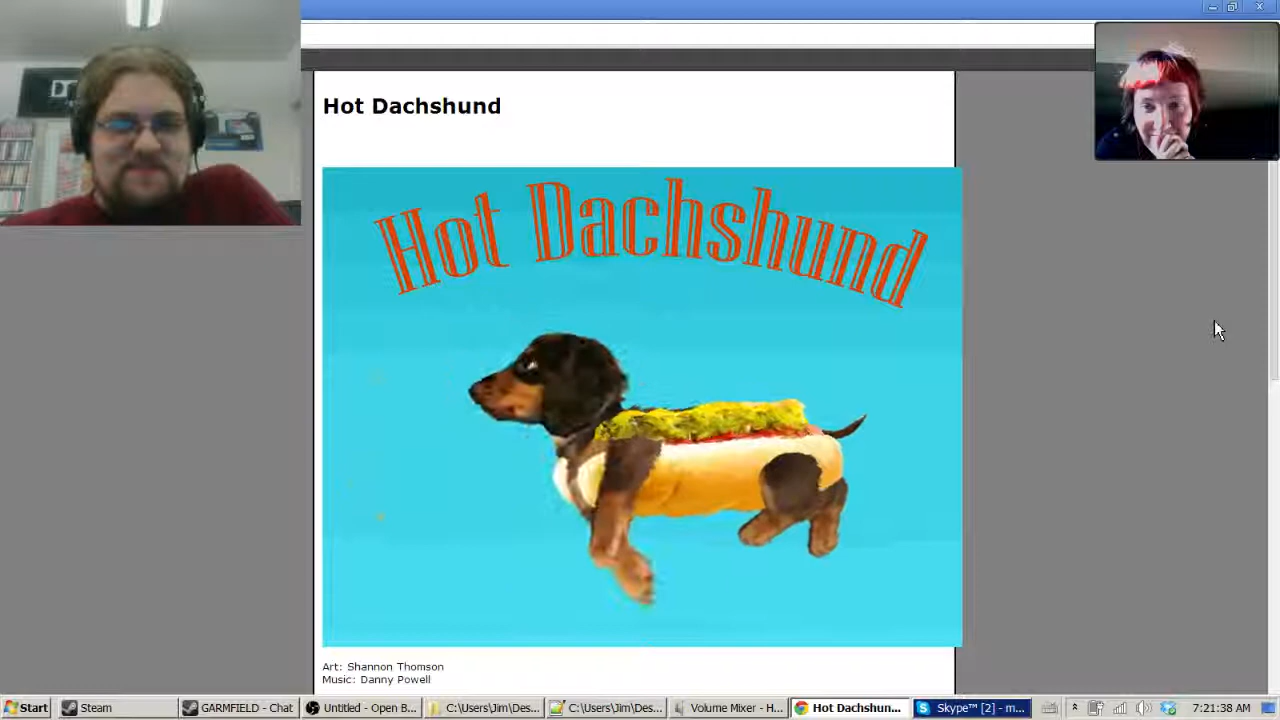 Hot Dachshund
Hot Dachshund
Art: Shannon Thomson
Music: Danny Powell
Start
Steam
GARMFIELD - Chat
Untitled - Open B...
C:\Users\Jim\Des...
C:\Users\Jim\Des...
Volume Mixer - H...
Hot Dachshun...
Skype™ [2] - m...
7:21:38 AM